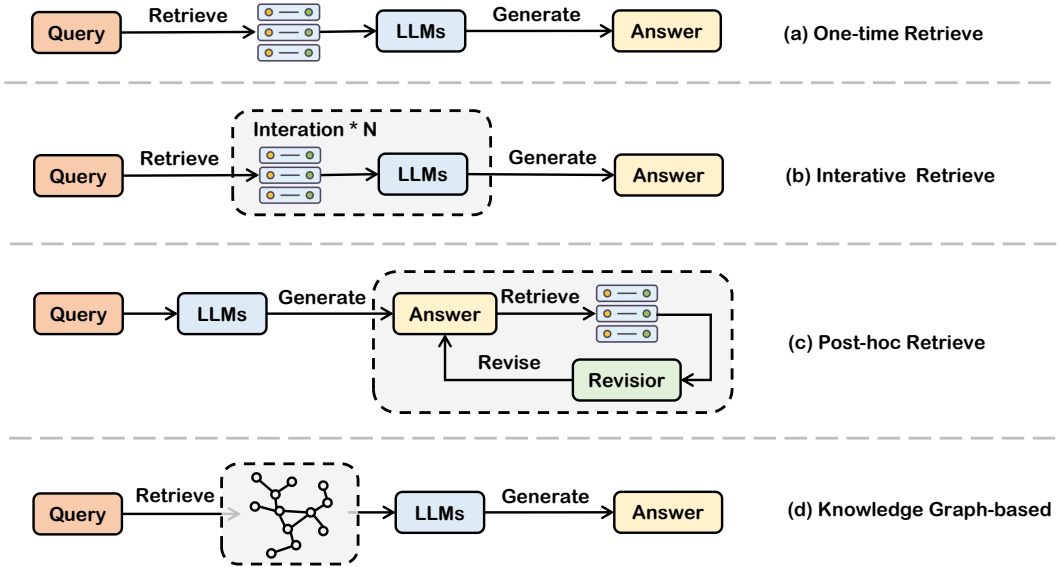 Query
Retrieve
LLMs
Generate
Answer
(a) One-time Retrieve
Interation * N
Query
Retrieve
LLMs
Generate
Answer
(b) Interative Retrieve
Query
LLMs
Generate
Answer
Retrieve
Revise
Revisior
(c) Post-hoc Retrieve
Query
Retrieve
LLMs
Generate
Answer
(d) Knowledge Graph-based